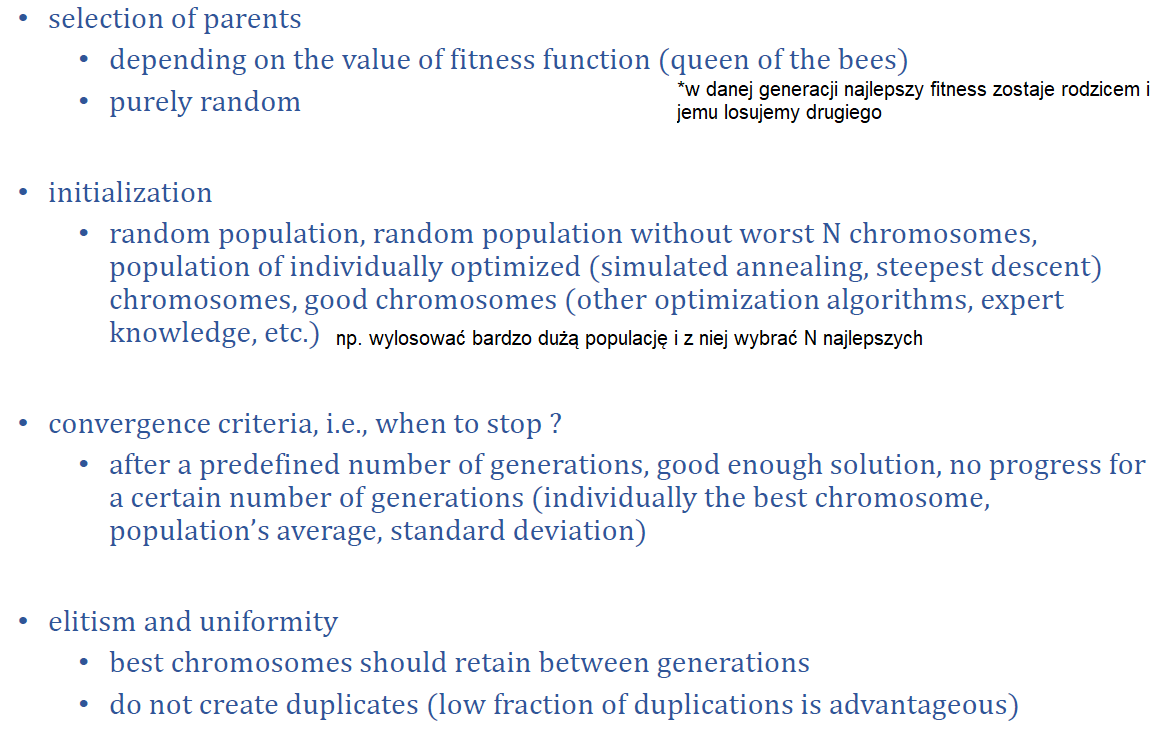 • selection of parents
• depending on the value of fitness function (queen of the bees)
• purely random
*w danej generacji najlepszy fitness zostaje rodzicem i
jemu losujemy drugiego
• initialization
• random population, random population without worst N chromosomes,
population of individually optimized (simulated annealing, steepest descent)
chromosomes, good chromosomes (other optimization algorithms, expert
knowledge, etc.) np. wylosować bardzo dużą populację i z niej wybrać N najlepszych
• convergence criteria, i.e., when to stop ?
• after a predefined number of generations, good enough solution, no progress for
a certain number of generations (individually the best chromosome,
population’s average, standard deviation)
• elitism and uniformity
• best chromosomes should retain between generations
• do not create duplicates (low fraction of duplications is advantageous)